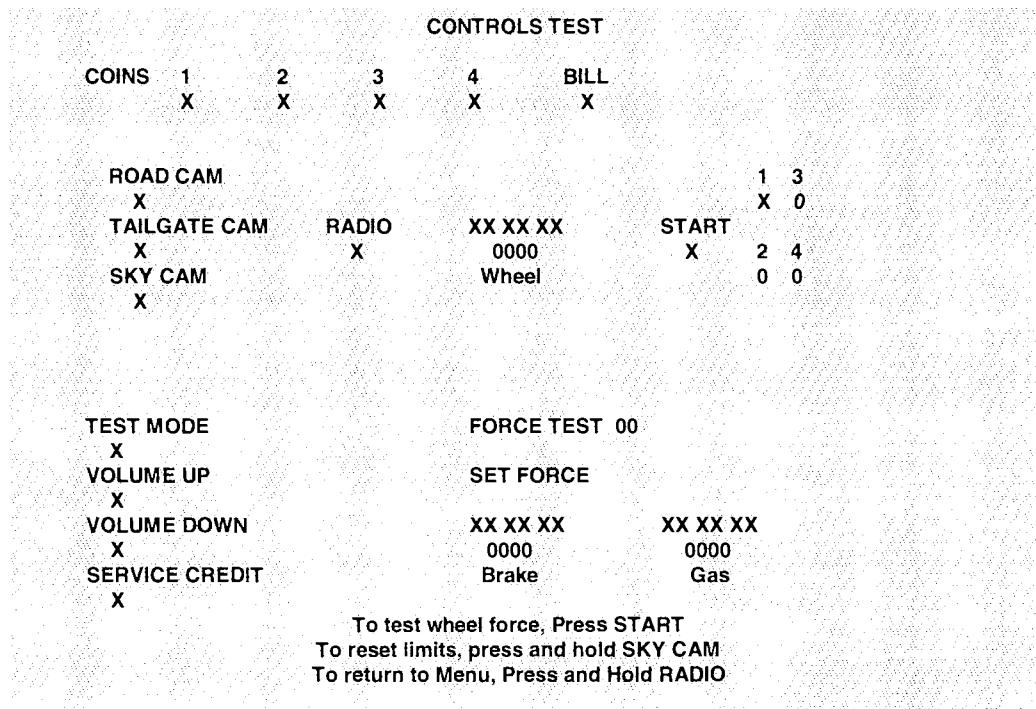 CONTROLS TEST
COINS 1 2 3 4 BILL
X X X X X
ROAD CAM 1 3
X X 0
TAILGATE CAM RADIO XX XX XX START
X X 0000 X 2 4
SKY CAM Wheel 0 0
X
TEST MODE FORCE TEST 00
X
VOLUME UP SET FORCE
X
VOLUME DOWN XX XX XX XX XX XX
X 0000 0000
SERVICE CREDIT Brake Gas
X
To test wheel force, Press START
To reset limits, press and hold SKY CAM
To return to Menu, Press and Hold RADIO